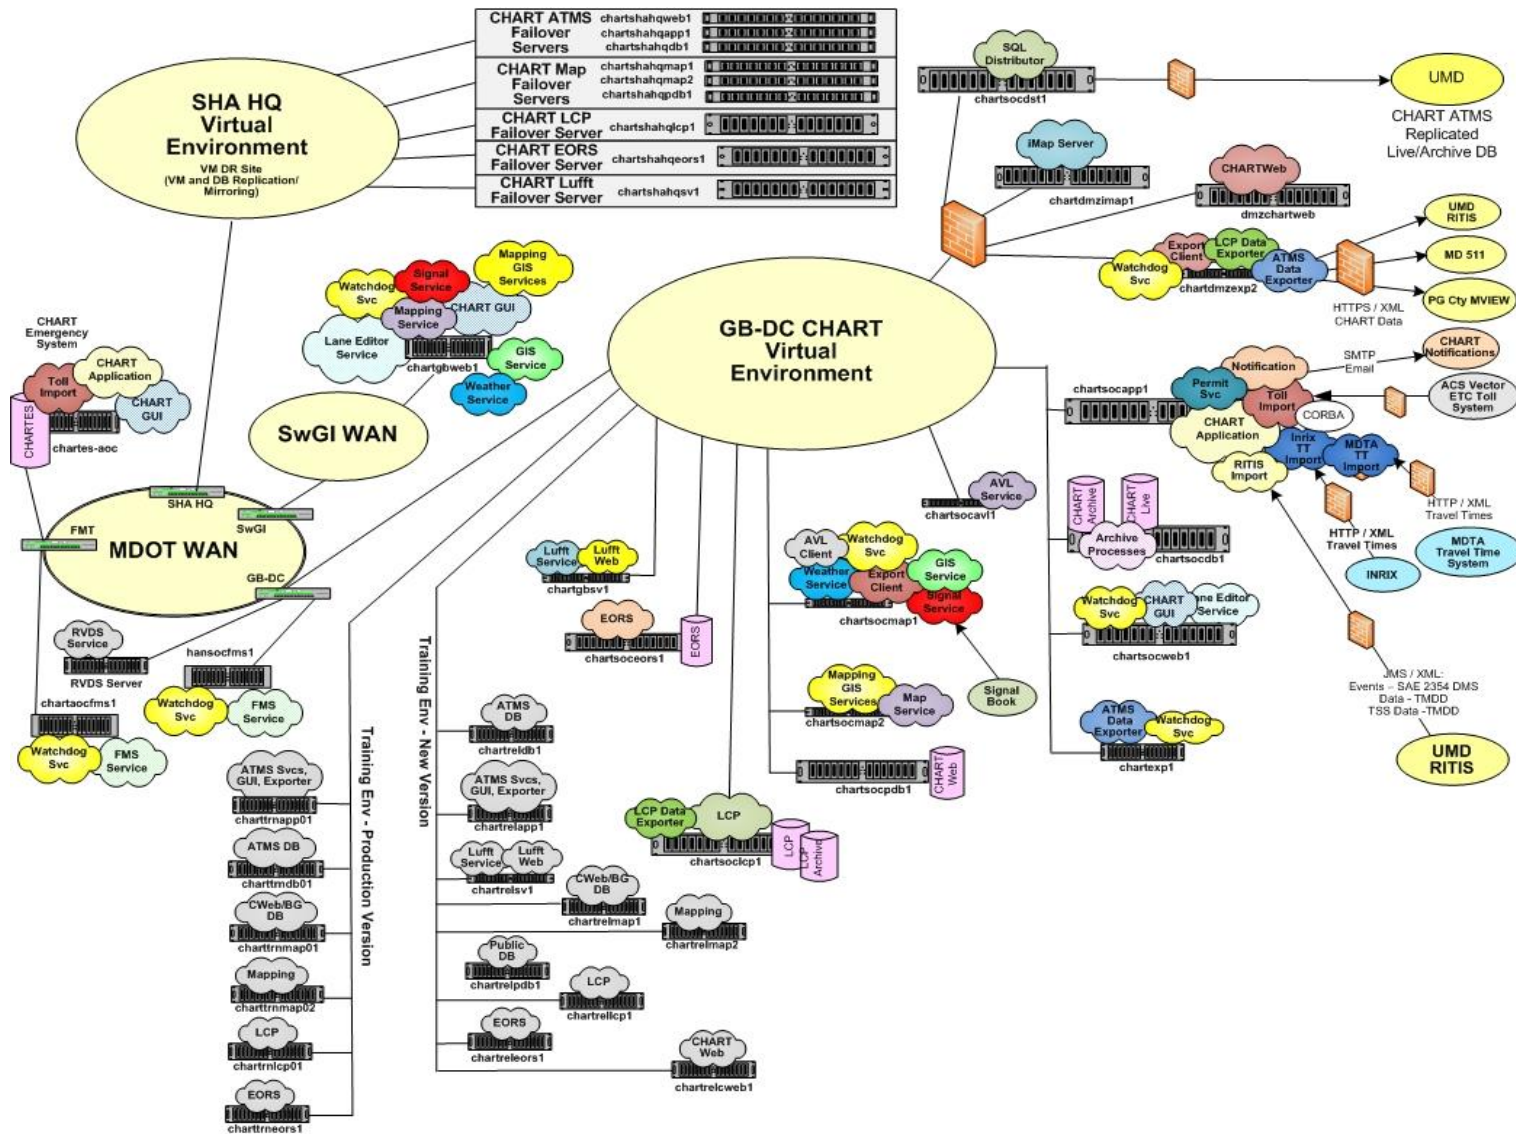 CHART ATMS
Failover
Servers
chartshahqweb1
chartshahqapp1
chartshahqdb1
CHART Map
Failover
Servers
chartshahqmap1
chartshahqmap2
chartshahqpdb1
CHART LCP
Failover Server
chartshahqlcp1
CHART EORS
Failover Server
chartshahqeors1
CHART Lufft
Failover Server
chartshahqsv1
SHA HQ
Virtual
Environment
VM DR Site
(VM and DB Replication/
Mirroring)
SQL
Distributor
chartsocdst1
UMD
CHART ATMS
Replicated
Live/Archive DB
iMap Server
chartdmzimap1
CHARTWeb
dmzchartweb
UMD
RITIS
MD 511
PG Cty MVIEW
Export
Client
LCP Data
Exporter
Watchdog
Svc
ATMS
Data
Exporter
chartdmzexp2
HTTPS / XML
CHART Data
Mapping
GIS
Services
Signal
Service
Watchdog
Svc
Mapping
Service
CHART GUI
Lane Editor
Service
chartgbweb1
GIS
Service
Weather
Service
CHART
Emergency
System
CHART
Application
Toll
Import
CHART
GUI
CHARTES
chartes-aoc
SwGI WAN
GB-DC CHART
Virtual
Environment
CHART
Notifications
SMTP
Email
Notification
chartsocapp1
Permit
Svc
Toll
Import
CORBA
ACS Vector
ETC Toll
System
CHART
Application
Inrix
TT
Import
MDTA
TT
Import
RITIS
Import
HTTP / XML
Travel Times
HTTP / XML
Travel Times
MDTA
Travel Time
System
INRIX
SHA HQ
SwGI
FMT
MDOT WAN
GB-DC
AVL
Service
chartsocavl1
CHART
Archive
CHART
Live
Archive
Processes
chartsocdb1
Lufft
Service
Lufft
Web
chartgbsv1
EORS
chartsoceors1
EORS
AVL
Client
Watchdog
Svc
Weather
Service
Export
Client
GIS
Service
Signal
Service
chartsocmap1
Signal
Book
Watchdog
Svc
CHART
GUI
ane Editor
Service
chartsocweb1
RVDS
Service
RVDS Server
hansocfms1
Watchdog
Svc
FMS
Service
chartaocfms1
Watchdog
Svc
FMS
Service
Mapping
GIS
Services
Map
Service
chartsocmap2
ATMS
Data
Exporter
Watchdog
Svc
chartexp1
JMS / XML:
Events – SAE 2354 DMS
Data - TMDD
TSS Data -TMDD
UMD
RITIS
chartsocpdb1
CHART
Web
LCP Data
Exporter
LCP
chartsoclcp1
LCP
LCP
Archive
Training Env - Production Version
ATMS Svcs,
GUI, Exporter
charttrnapp01
ATMS DB
charttrndb01
CWeb/BG
DB
charttrnmap01
Mapping
charttrnmap02
LCP
chartrnlcp01
EORS
charttrneors1
Training Env - New Version
ATMS
DB
chartreldb1
ATMS Svcs,
GUI, Exporter
chartrelapp1
Lufft
Service
Lufft
Web
chartrelsv1
CWeb/BG
DB
chartrelmap1
Mapping
chartrelmap2
Public
DB
chartrelpdb1
LCP
chartrellcp1
EORS
chartreleors1
CHART
Web
chartrelcweb1